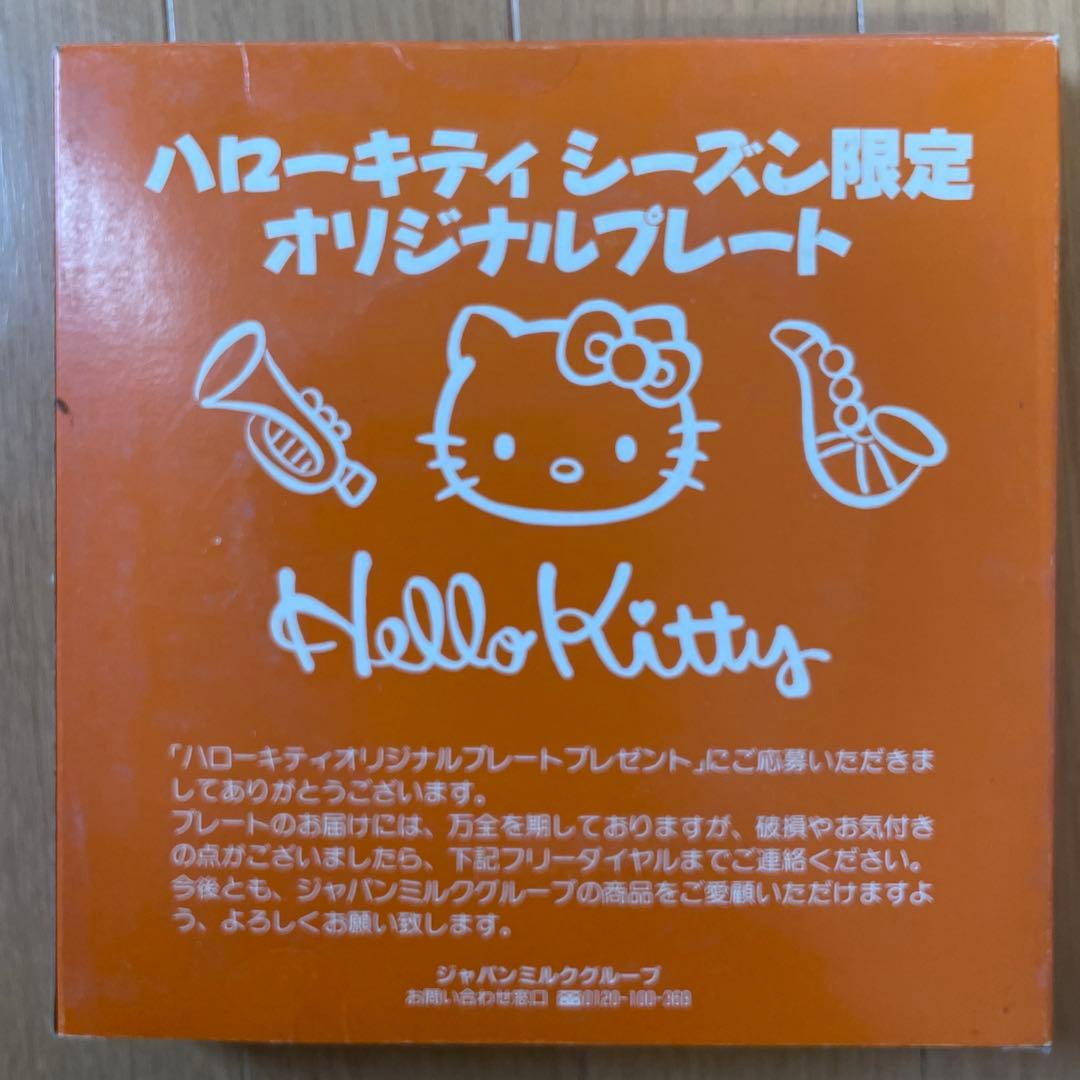 ハローキティ シーズン限定
オリジナルプレート
Hello Kitty
「ハローキティオリジナルプレートプレゼント」にご応募いただきま
してありがとうございます。
プレートのお届けには、万全を期しておりますが、破損やお気付き
の点がございましたら、下記フリーダイヤルまでご連絡ください。
今後とも、ジャパンミルクグループの商品をご愛顧いただけますよ
う、よろしくお願い致します。
ジャパンミルクグループ
お問い合わせ窓口